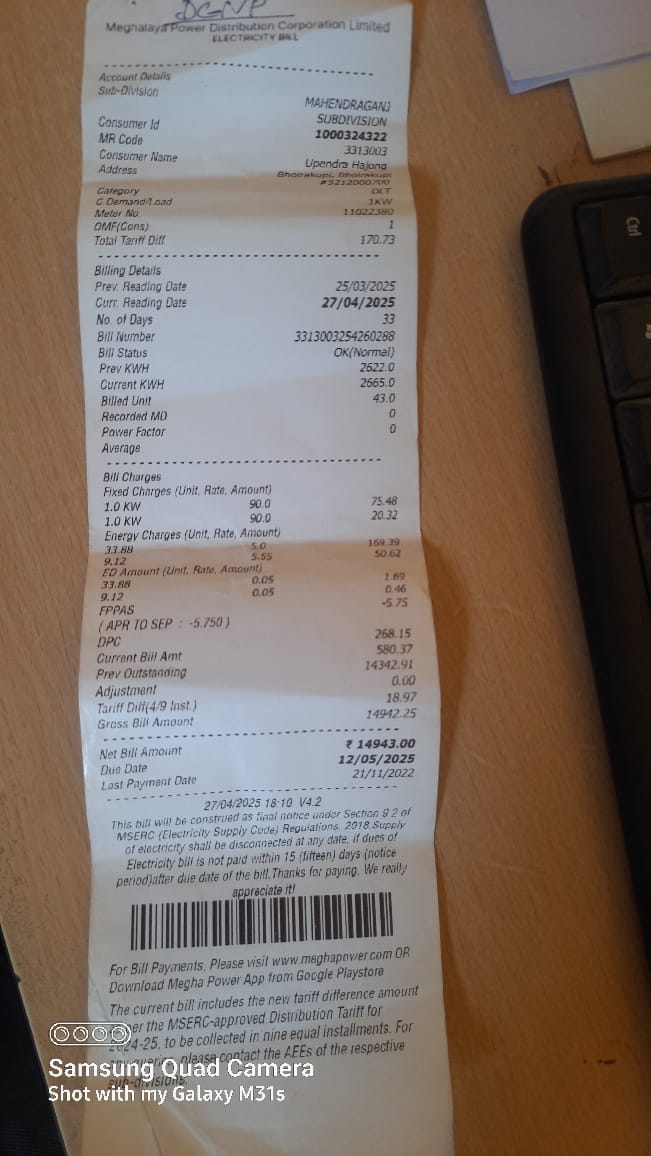 DGNP
Meghalaya Power Distribution Corporation Limited
ELECTRICITY BILL
Account Details
Sub-Division MAHENDRAGANJ
SUBDIVISION
Consumer Id 1000324322
MR Code 3313003
Consumer Name Upendra Hajong
Address Bhoirakupi, Bhoirakupi
#5212000700
Category DLT
C.Demand/Load 1KW
Meter No 11022380
OMF(Cons) 1
Total Tariff Diff 170.73
Billing Details
Prev. Reading Date 25/03/2025
Curr. Reading Date 27/04/2025
No. of Days 33
Bill Number 3313003254260288
Bill Status OK(Normal)
Prev KWH 2622.0
Current KWH 2665.0
Billed Unit 43.0
Recorded MD 0
Power Factor 0
Average
Bill Charges
Fixed Charges (Unit, Rate, Amount)
1.0 KW 90.0 75.48
1.0 KW 90.0 20.32
Energy Charges (Unit, Rate, Amount)
33.88 5.0 169.39
9.12 5.55 50.62
ED Amount (Unit, Rate, Amount)
33.88 0.05 1.69
9.12 0.05 0.46
FPPAS -5.75
( APR TO SEP : -5.750 )
DPC 268.15
Current Bill Amt 580.37
Prev Outstanding 14342.91
Adjustment 0.00
Tariff Diff(4/9 Inst.) 18.97
Gross Bill Amount 14942.25
Net Bill Amount ₹ 14943.00
Due Date 12/05/2025
Last Payment Date 21/11/2022
27/04/2025 18:10 V4.2
This bill will be construed as final notice under Section 9.2 of
MSERC (Electricity Supply Code) Regulations, 2018.Supply
of electricity shall be disconnected at any date, if dues of
Electricity bill is not paid within 15 (fifteen) days (notice
period)after due date of the bill.Thanks for paying, We really
appreciate it!
For Bill Payments, Please visit www.meghapower.com OR
Download Megha Power App from Google Playstore
The current bill includes the new tariff difference amount
per the MSERC-approved Distribution Tariff for
2024-25, to be collected in nine equal installments. For
any queries, please contact the AEEs of the respective
sub-divisions.
Samsung Quad Camera
Shot with my Galaxy M31s
Ctrl